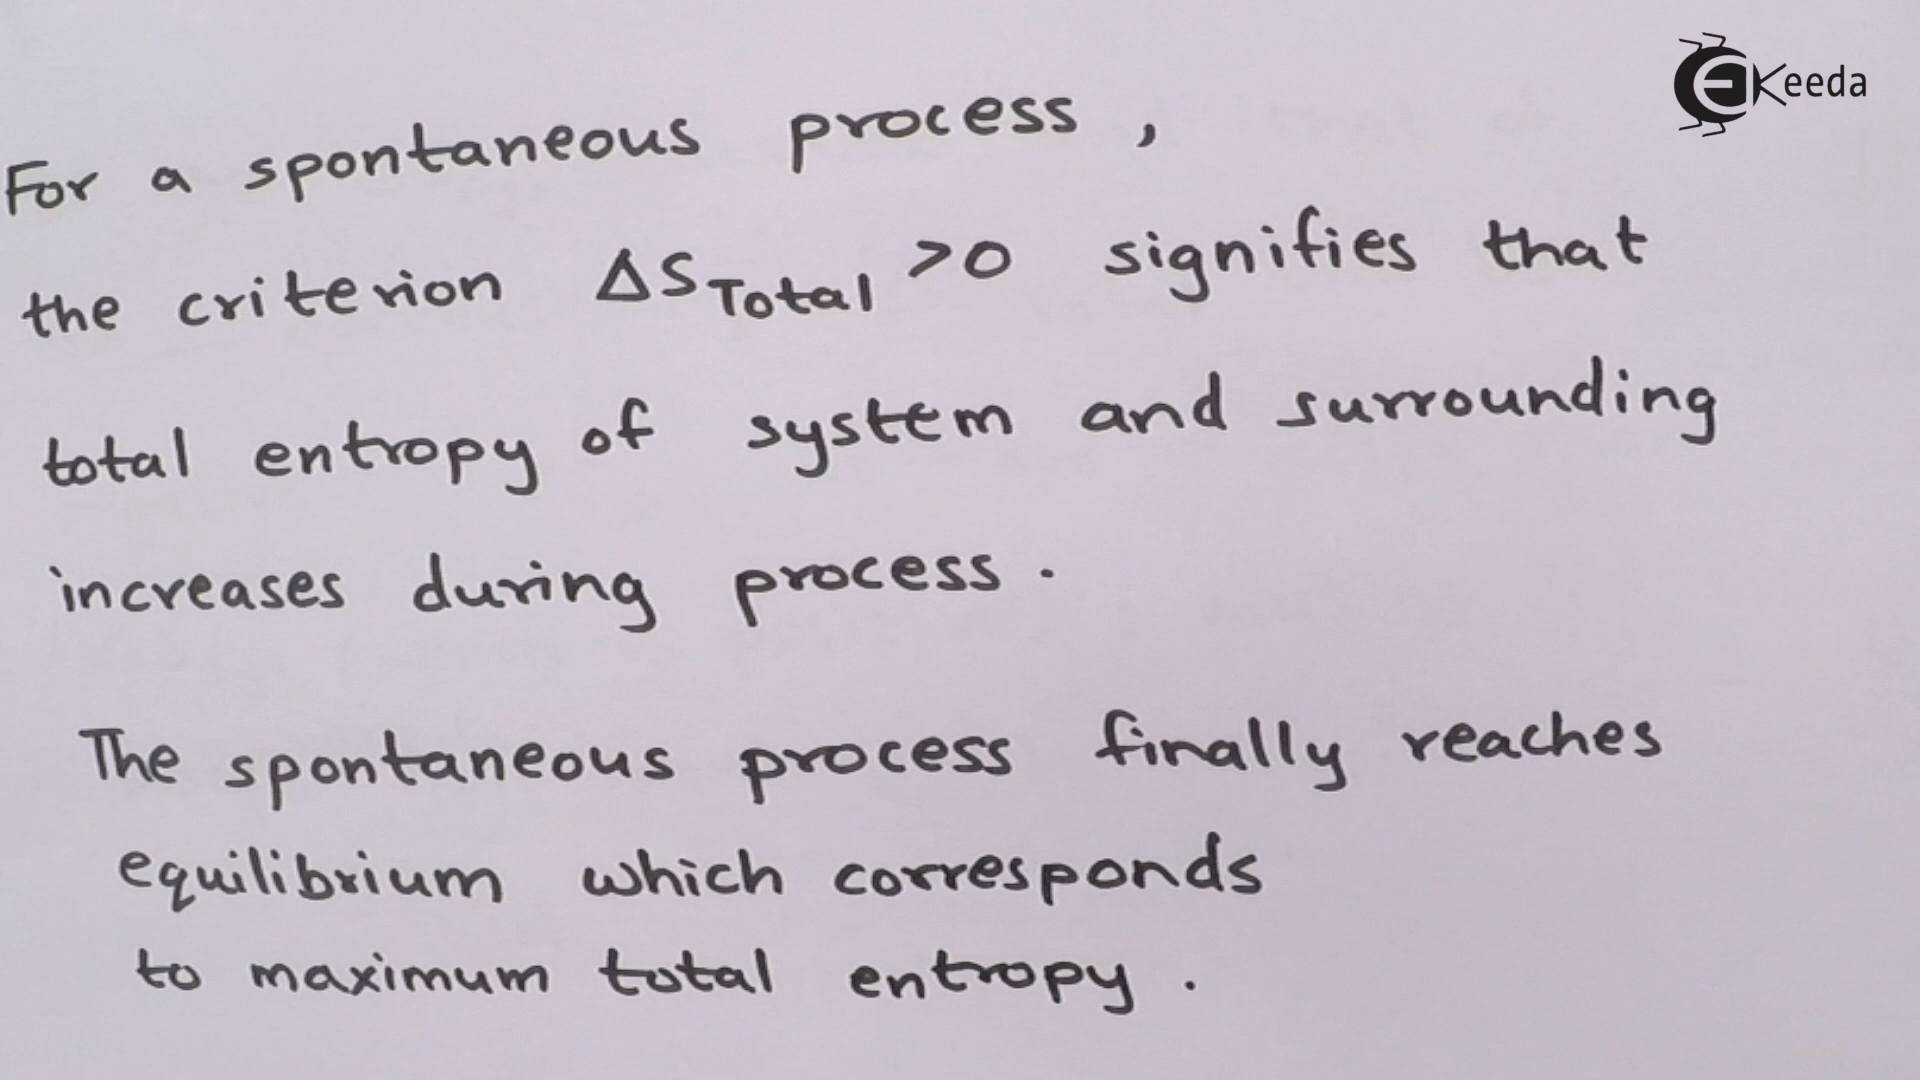 EKeeda
For a spontaneous process,
the criterion ΔS Total >0 signifies that
total entropy of system and surrounding
increases during process.
The spontaneous process finally reaches
equilibrium which corresponds
to maximum total entropy.